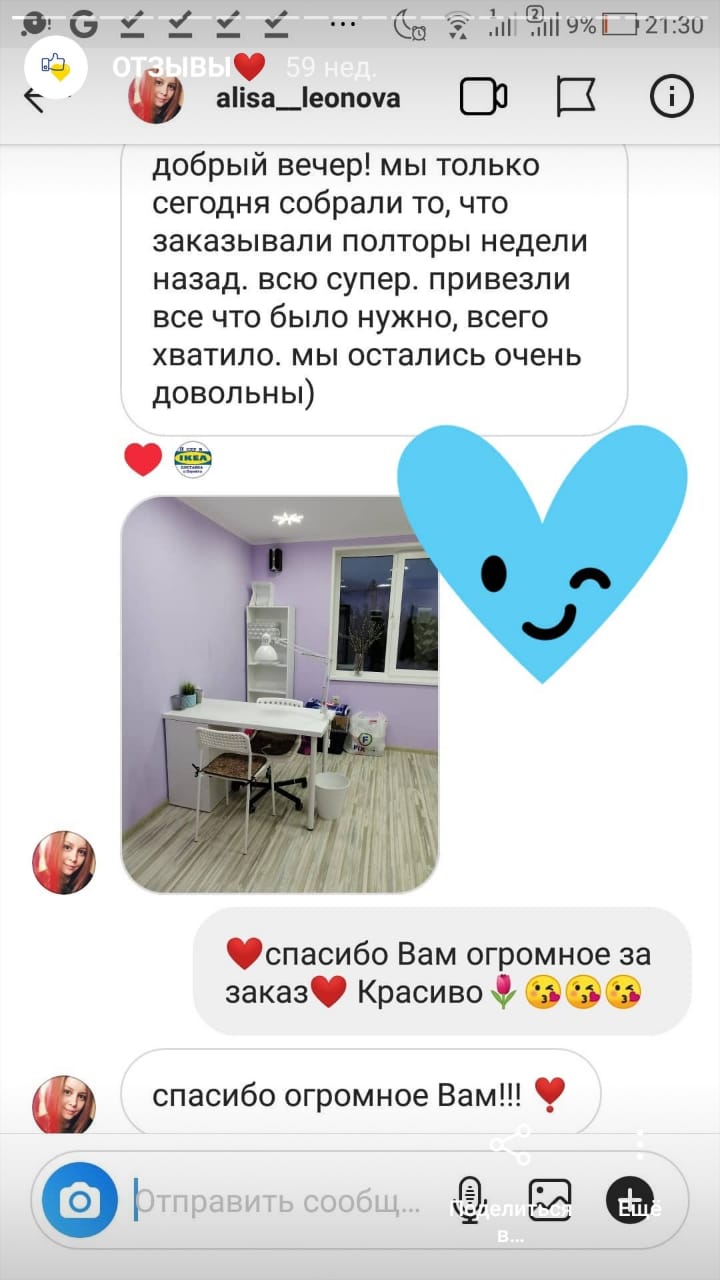 1 2 9% 21:30
ОТЗЫВЫ❤️ 59 нед.
alisa__leonova
добрый вечер! мы только
сегодня собрали то, что
заказывали полторы недели
назад. всю супер. привезли
все что было нужно, всего
хватило. мы остались очень
довольны)
IKEA
FIX
❤️спасибо Вам огромное за
заказ❤️ Красиво🌷😘😘😘
спасибо огромное Вам!!! ❣️
Отправить сообщ...
Поделиться
в...
Ещё